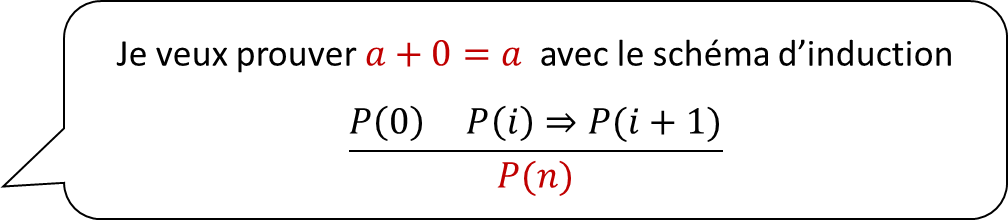 Je veux prouver a + 0 = a avec le schéma d’induction
P(0) P(i) ⇒ P(i + 1)
P(n)